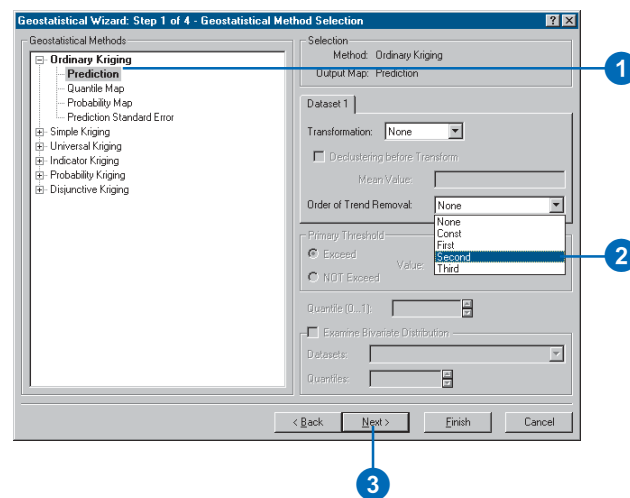 Geostatistical Wizard: Step 1 of 4 - Geostatistical Method Selection
Geostatistical Methods
Ordinary Kriging
Prediction
Quantile Map
Probability Map
Prediction Standard Error
Simple Kriging
Universal Kriging
Indicator Kriging
Probability Kriging
Disjunctive Kriging
Selection
Method: Ordinary Kriging
Output Map: Prediction
Dataset 1
Transformation: None
Declustering before Transform
Mean Value:
Order of Trend Removal: None
None
Const
First
Second
Third
Primary Threshold
Exceed
NOT Exceed
Value:
Quantile (0...1):
Examine Bivariate Distribution
Datasets:
Quantiles:
< Back Next > Finish Cancel
1
2
3